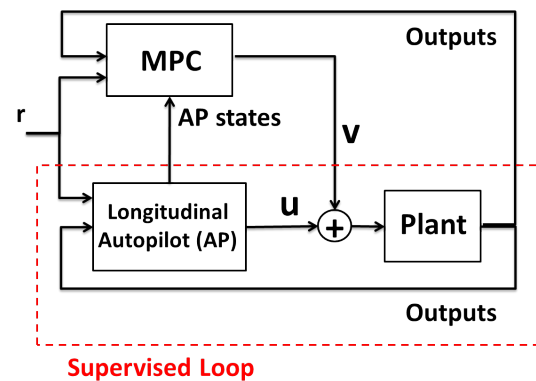 Outputs
MPC
r
AP states
v
Longitudinal
Autopilot (AP)
u
+
Plant
Outputs
Supervised Loop